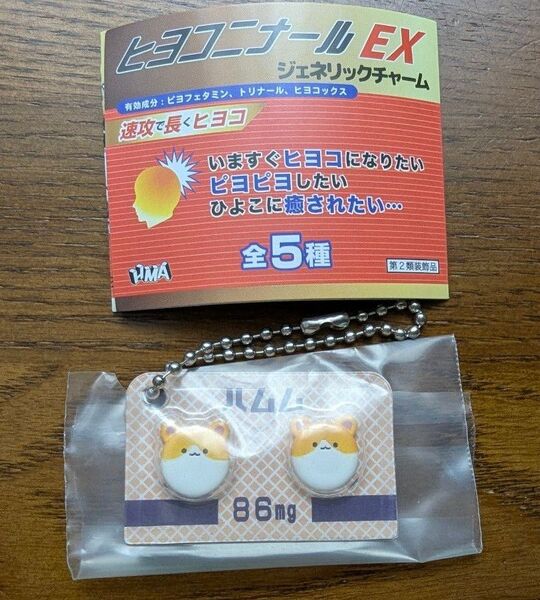 ヒヨコニナールEX
ジェネリックチャーム
有効成分：ピヨフェタミン、トリナール、ヒヨコックス
速攻で長くヒヨコ
いますぐヒヨコになりたい
ピヨピヨしたい
ひよこに癒されたい…
全5種
第2類装飾品
ハムム
86mg